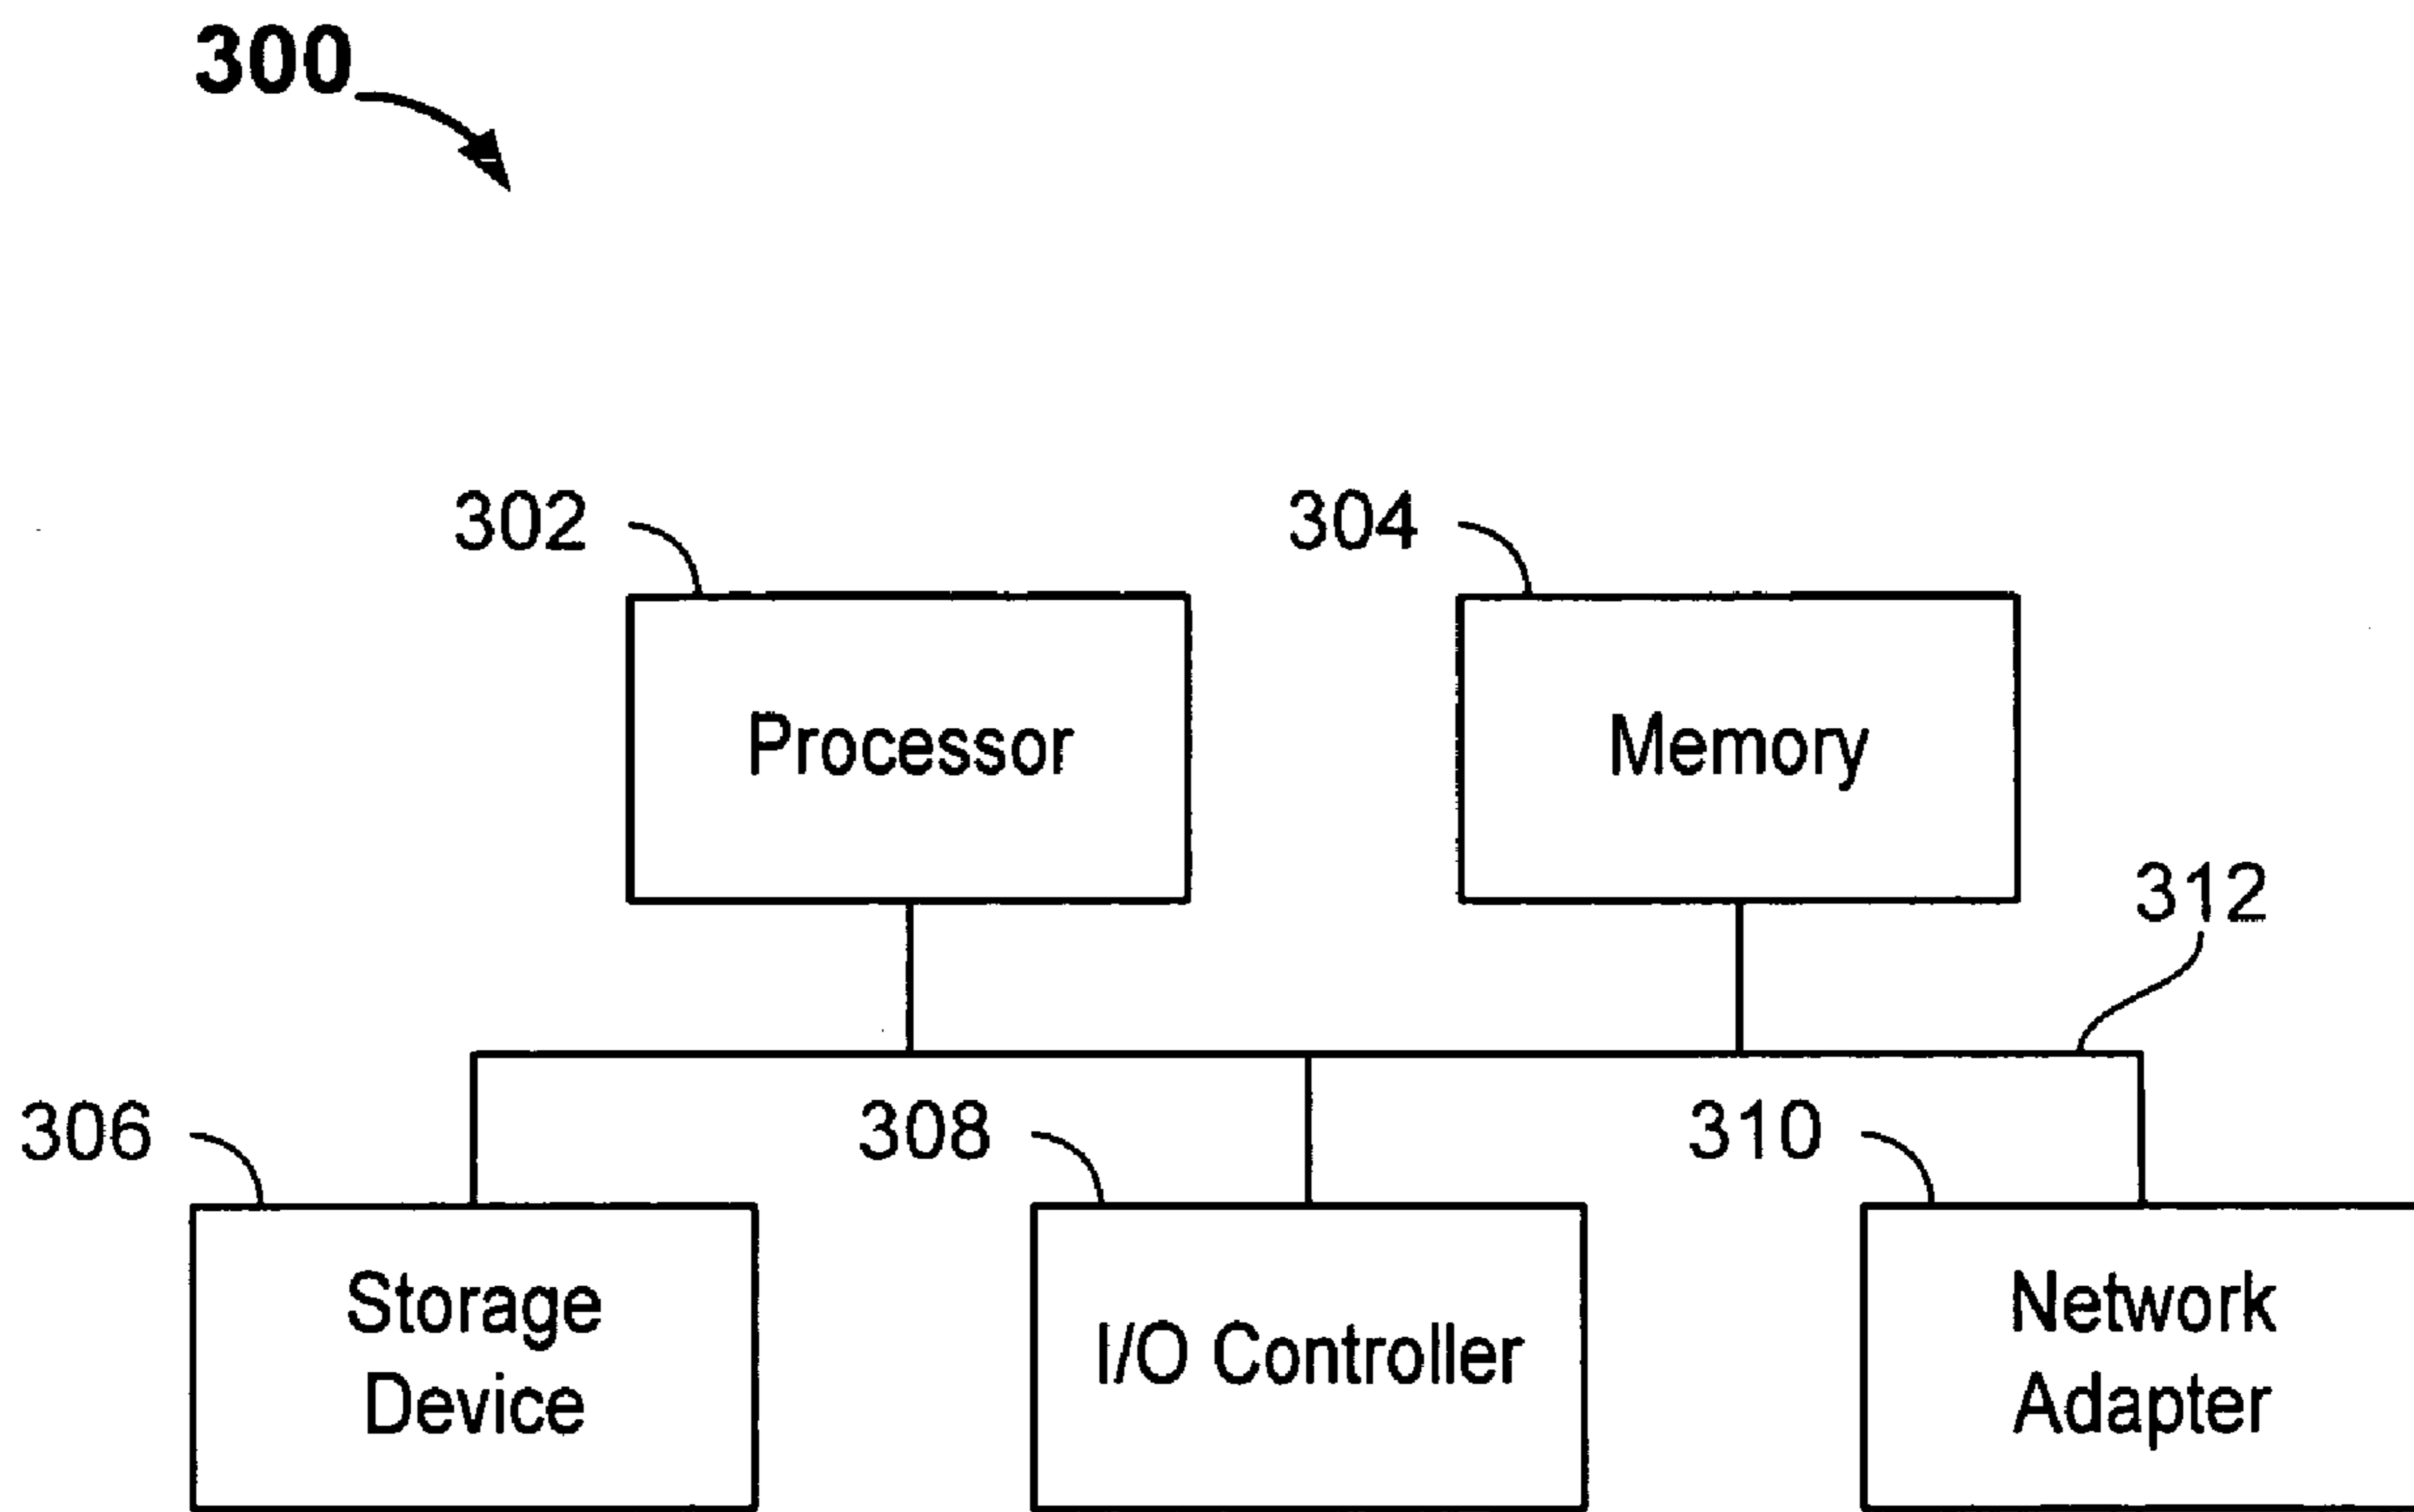 300
302
304
Processor
Memory
312
306
308
310
Storage
Device
I/O Controller
Network
Adapter